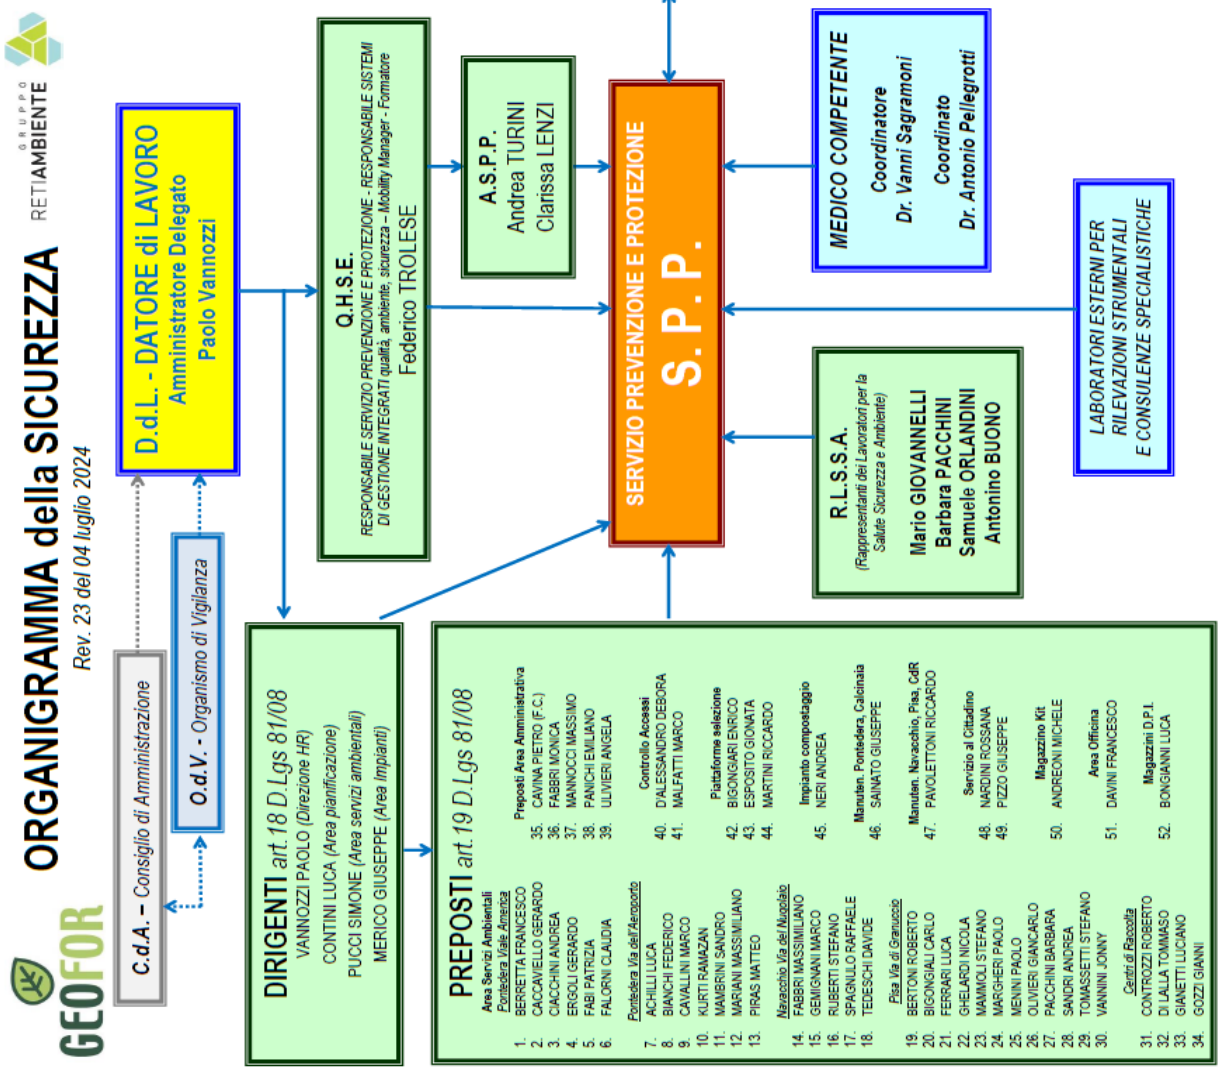 GEOFOR
ORGANIGRAMMA della SICUREZZA
Rev. 23 del 04 luglio 2024
GRUPPO
RETIAMBIENTE
C.d.A. – Consiglio di Amministrazione
O.d.V. - Organismo di Vigilanza
D.d.L. - DATORE di LAVORO
Amministratore Delegato
Paolo Vannozzi
DIRIGENTI art.18 D.Lgs 81/08
VANNOZZI PAOLO (Direzione HR)
CONTINI LUCA (Area pianificazione)
PUCCI SIMONE (Area servizi ambientali)
MERICO GIUSEPPE (Area Impianti)
Q.H.S.E.
RESPONSABILE SERVIZIO PREVENZIONE E PROTEZIONE - RESPONSABILE SISTEMI
DI GESTIONE INTEGRATI qualità, ambiente, sicurezza – Mobility Manager - Formatore
Federico TROLESE
A.S.P.P.
Andrea TURINI
Clarissa LENZI
PREPOSTI art.19 D.Lgs 81/08
Area Servizi Ambientali
Pontedera Viale America
1. BERRETTA FRANCESCO
2. CACCAVIELLO GERARDO
3. CIACCHINI ANDREA
4. ERGOLI GERARDO
5. FABI PATRIZIA
6. FALORNI CLAUDIA
Pontedera Via dell'Aeroporto
7. ACHILLI LUCA
8. BIANCHI FEDERICO
9. CAVALLINI MARCO
10. KURTI RAMAZAN
11. MAMBRINI SANDRO
12. MARIANI MASSIMILIANO
13. PIRAS MATTEO
Navacchio Via del Nugolaio
14. FABBRI MASSIMILIANO
15. GEMIGNANI MARCO
16. RUBERTI STEFANO
17. SPAGNULO RAFFAELE
18. TEDESCHI DAVIDE
Pisa Via di Granuccio
19. BERTONI ROBERTO
20. BIGONGIALI CARLO
21. FERRARI LUCA
22. GHELARDI NICOLA
23. MAMMOLI STEFANO
24. MARGHERI PAOLO
25. MENINI PAOLO
26. OLIVIERI GIANCARLO
27. PACCHINI BARBARA
28. SANDRI ANDREA
29. TOMASSETTI STEFANO
30. VANNINI JONNY
Centri di Raccolta
31. CONTROZZI ROBERTO
32. DI LALLA TOMMASO
33. GIANETTI LUCIANO
34. GOZZI GIANNI
Preposti Area Amministrativa
35. CAVINA PIETRO (F.C.)
36. FABBRI MONICA
37. MANNOCCI MASSIMO
38. PANICHI EMILIANO
39. ULIVIERI ANGELA
Controllo Accessi
40. D'ALESSANDRO DEBORA
41. MALFATTI MARCO
Piattaforme selezione
42. BIGONGIARI ENRICO
43. ESPOSITO GIONATA
44. MARTINI RICCARDO
Impianto compostaggio
45. NERI ANDREA
Manuten. Pontedera, Calcinaia
46. SAINATO GIUSEPPE
Manuten. Navacchio, Pisa, CdR
47. PAVOLETTONI RICCARDO
Servizio al Cittadino
48. NARDINI ROSSANA
49. PIZZO GIUSEPPE
Magazzino Kit
50. ANDREONI MICHELE
Area Officina
51. DAVINI FRANCESCO
Magazzini D.P.I.
52. BONGIANNI LUCA
SERVIZIO PREVENZIONE E PROTEZIONE
S. P. P.
R.L.S.S.A.
(Rappresentanti dei Lavoratori per la
Salute Sicurezza e Ambiente)
Mario GIOVANNELLI
Barbara PACCHINI
Samuele ORLANDINI
Antonino BUONO
MEDICO COMPETENTE
Coordinatore
Dr. Vanni Sagramoni
Coordinato
Dr. Antonio Pellegrotti
LABORATORI ESTERNI PER
RILEVAZIONI STRUMENTALI
E CONSULENZE SPECIALISTICHE